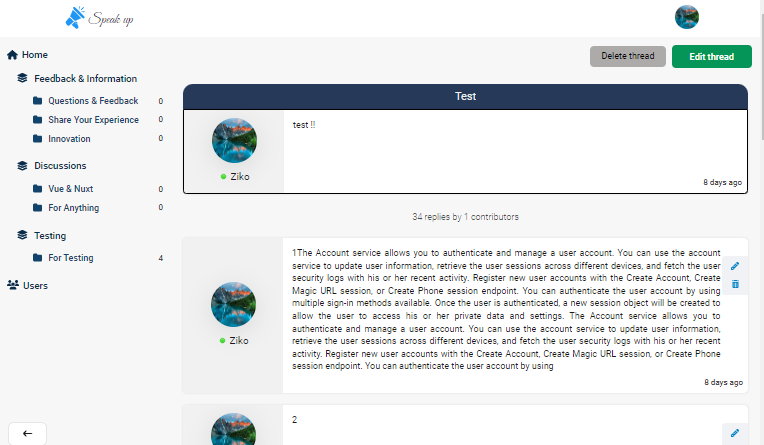 Speak up
Home
Delete thread
Edit thread
Feedback & Information
Questions & Feedback 0
Share Your Experience 0
Innovation 0
Discussions
Vue & Nuxt 0
For Anything 0
Testing
For Testing 4
Users
Test
test !!
Ziko
8 days ago
34 replies by 1 contributors
1The Account service allows you to authenticate and manage a user account. You can use the account
service to update user information, retrieve the user sessions across different devices, and fetch the user
security logs with his or her recent activity. Register new user accounts with the Create Account, Create
Magic URL session, or Create Phone session endpoint. You can authenticate the user account by using
multiple sign-in methods available. Once the user is authenticated, a new session object will be created to
allow the user to access his or her private data and settings. The Account service allows you to
authenticate and manage a user account. You can use the account service to update user information,
retrieve the user sessions across different devices, and fetch the user security logs with his or her recent
activity. Register new user accounts with the Create Account, Create Magic URL session, or Create Phone
session endpoint. You can authenticate the user account by using
Ziko
8 days ago
2